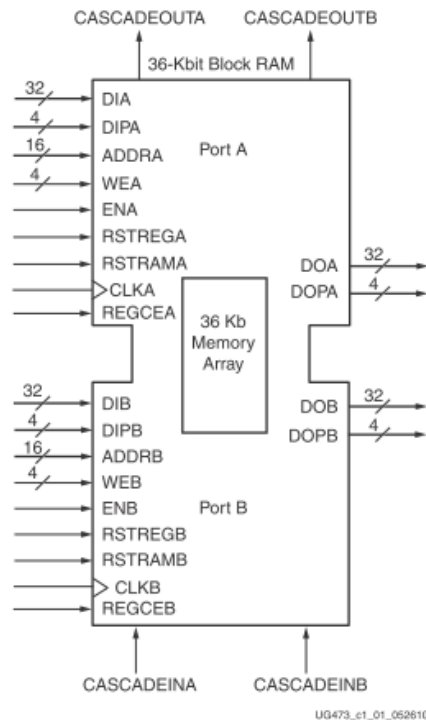 CASCADEOUTA CASCADEOUTB
36-Kbit Block RAM
32 DIA
4 DIPA
16 ADDRA
Port A
4 WEA
ENA
RSTREGA
RSTRAMA
DOA 32
CLKA
DOPA 4
REGCEA
36 Kb
Memory
Array
32 DIB
DOB 32
4 DIPB
DOPB 4
16 ADDRB
4 WEB
ENB
Port B
RSTREGB
RSTRAMB
CLKB
REGCEB
CASCADEINA CASCADEINB
UG473_c1_01_052610